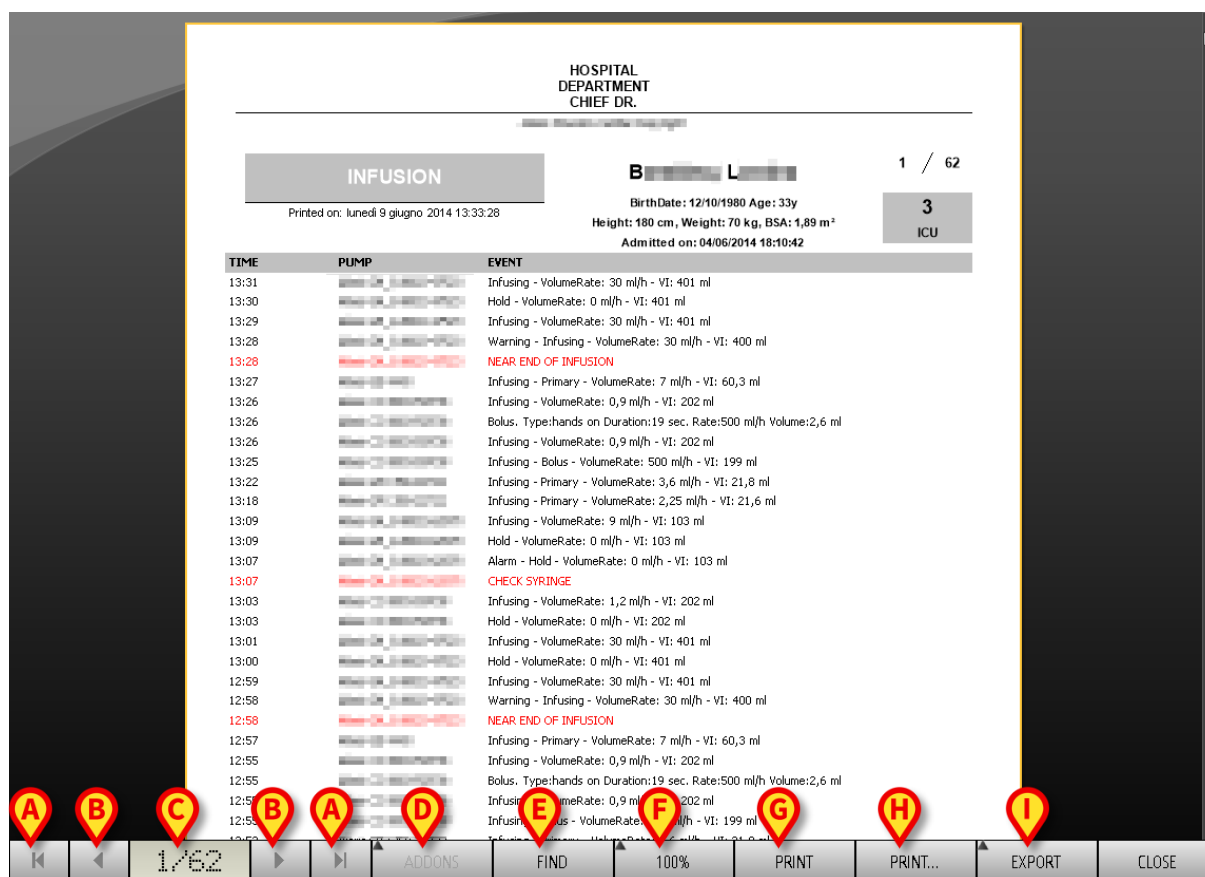 HOSPITAL
DEPARTMENT
CHIEF DR.
INFUSION
B
L
1 / 62
Printed on: lunedì 9 giugno 2014 13:33:28
BirthDate: 12/10/1980 Age: 33y
Height: 180 cm, Weight: 70 kg, BSA: 1,89 m²
Admitted on: 04/06/2014 18:10:42
3
ICU
TIME PUMP EVENT
13:31 Infusing - VolumeRate: 30 ml/h - VI: 401 ml
13:30 Hold - VolumeRate: 0 ml/h - VI: 401 ml
13:29 Infusing - VolumeRate: 30 ml/h - VI: 401 ml
13:28 Warning - Infusing - VolumeRate: 30 ml/h - VI: 400 ml
13:28 NEAR END OF INFUSION
13:27 Infusing - Primary - VolumeRate: 7 ml/h - VI: 60,3 ml
13:26 Infusing - VolumeRate: 0,9 ml/h - VI: 202 ml
13:26 Bolus. Type:hands on Duration:19 sec. Rate:500 ml/h Volume:2,6 ml
13:26 Infusing - VolumeRate: 0,9 ml/h - VI: 202 ml
13:25 Infusing - Bolus - VolumeRate: 500 ml/h - VI: 199 ml
13:22 Infusing - Primary - VolumeRate: 3,6 ml/h - VI: 21,8 ml
13:18 Infusing - Primary - VolumeRate: 2,25 ml/h - VI: 21,6 ml
13:09 Infusing - VolumeRate: 9 ml/h - VI: 103 ml
13:09 Hold - VolumeRate: 0 ml/h - VI: 103 ml
13:07 Alarm - Hold - VolumeRate: 0 ml/h - VI: 103 ml
13:07 CHECK SYRINGE
13:03 Infusing - VolumeRate: 1,2 ml/h - VI: 202 ml
13:03 Hold - VolumeRate: 0 ml/h - VI: 202 ml
13:01 Infusing - VolumeRate: 30 ml/h - VI: 401 ml
13:00 Hold - VolumeRate: 0 ml/h - VI: 401 ml
12:59 Infusing - VolumeRate: 30 ml/h - VI: 401 ml
12:58 Warning - Infusing - VolumeRate: 30 ml/h - VI: 400 ml
12:58 NEAR END OF INFUSION
12:57 Infusing - Primary - VolumeRate: 7 ml/h - VI: 60,3 ml
12:55 Infusing - VolumeRate: 0,9 ml/h - VI: 202 ml
12:55 Bolus. Type:hands on Duration:19 sec. Rate:500 ml/h Volume:2,6 ml
0,9 202 ml
VI: 199 ml
A B C B A D E F G H I
1/62 ADDONS FIND 100% PRINT PRINT... EXPORT CLOSE